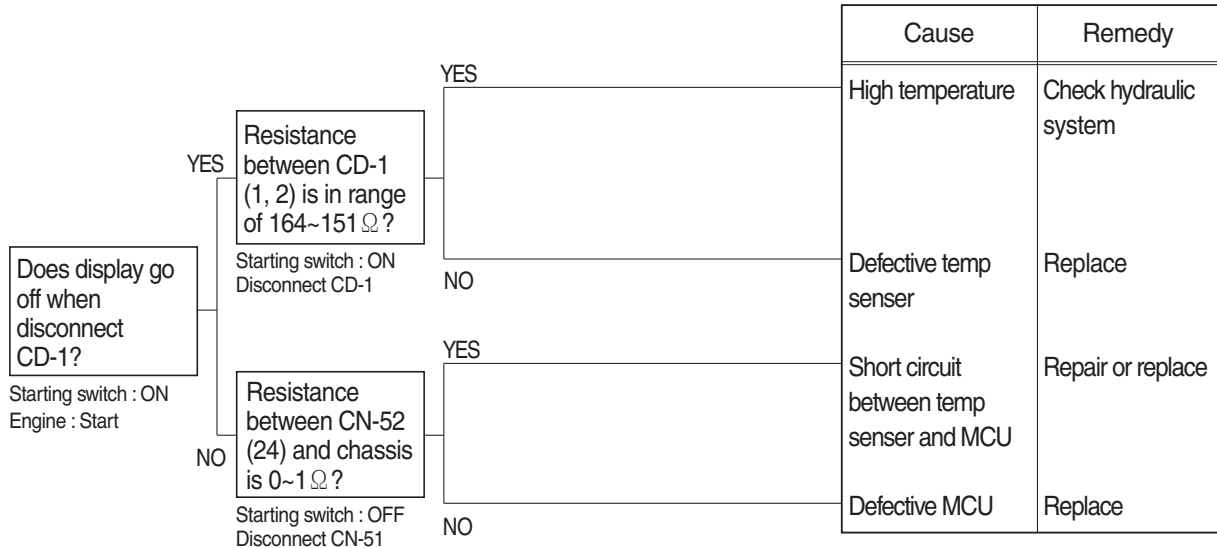 Does display go
off when
disconnect
CD-1?
Starting switch : ON
Engine : Start
YES
Resistance
between CD-1
(1, 2) is in range
of 164~151Ω?
Starting switch : ON
Disconnect CD-1
YES
NO
NO
Resistance
between CN-52
(24) and chassis
is 0~1Ω?
Starting switch : OFF
Disconnect CN-51
YES
NO
Cause Remedy
High temperature Check hydraulic
system
Defective temp Replace
senser
Short circuit Repair or replace
between temp
senser and MCU
Defective MCU Replace